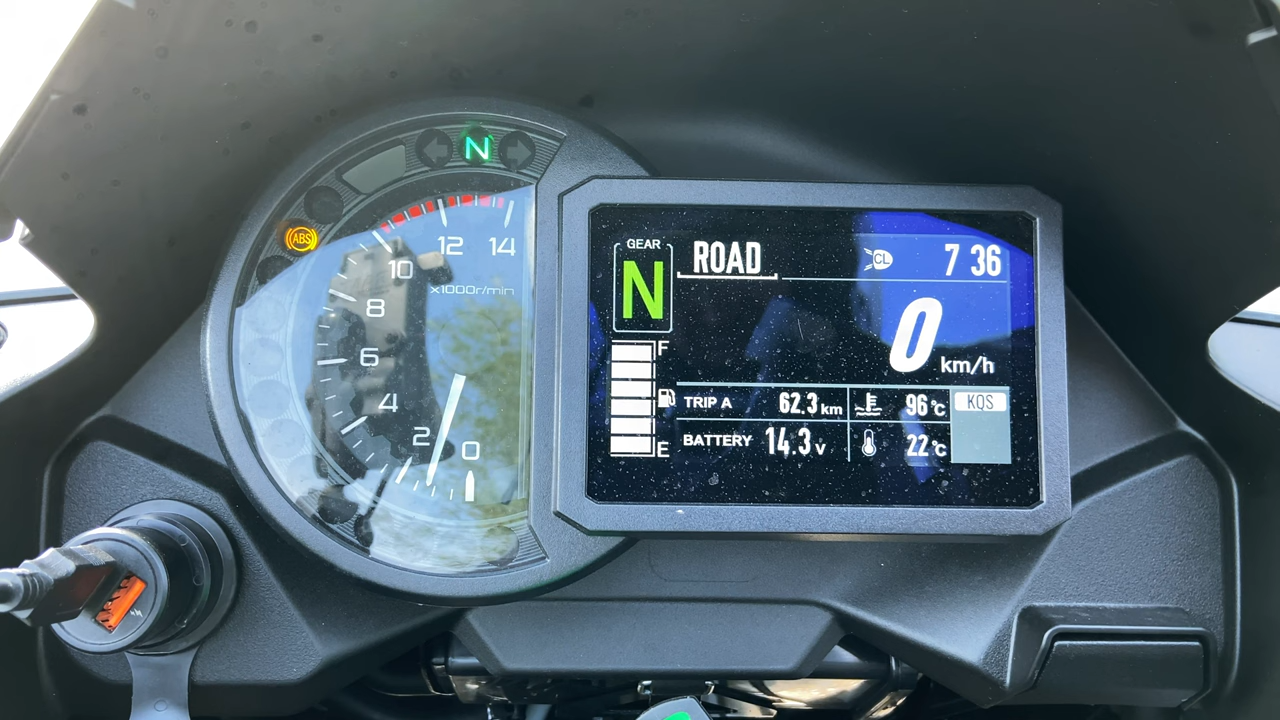 N
ABS
14
12
10
x1000r/min
8
6
4
2
0
GEAR
N
ROAD
CL
7 36
0 km/h
F
E
TRIP A 62.3 km
96 ℃
KQS
BATTERY 14.3 V
22 ℃